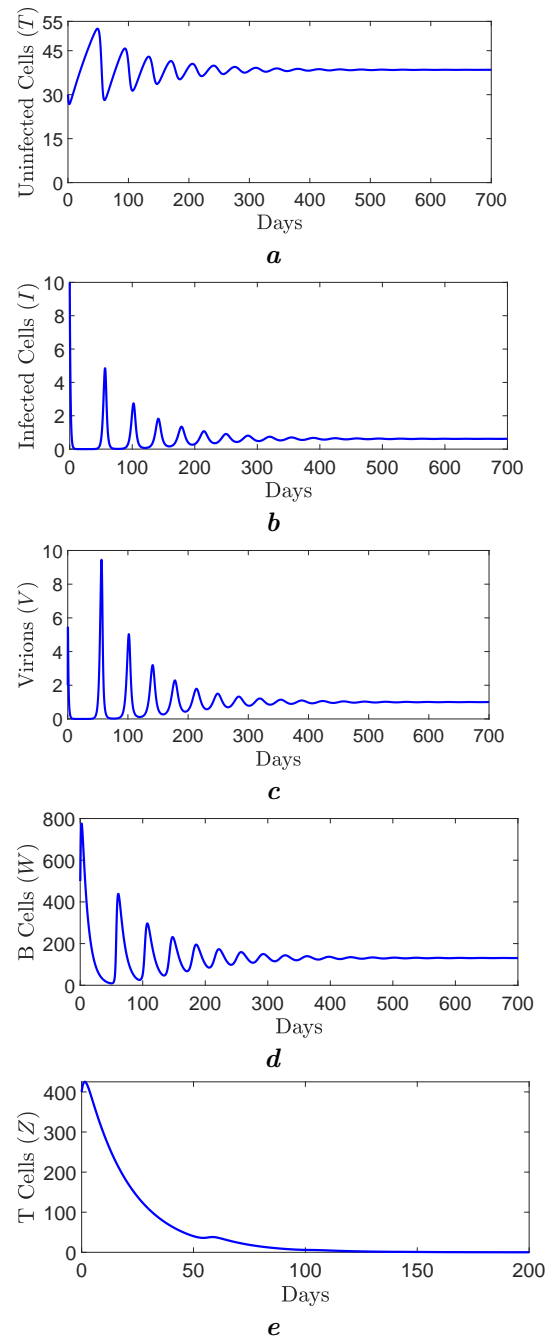 Uninfected Cells (T)
55
45
30
15
0
0 100 200 300 400 500 600 700
Days
a
Infected Cells (I)
10
8
6
4
2
0
0 100 200 300 400 500 600 700
Days
b
Virions (V)
10
8
6
4
2
0
0 100 200 300 400 500 600 700
Days
c
B Cells (W)
800
600
400
200
0
0 100 200 300 400 500 600 700
Days
d
T Cells (Z)
400
300
200
100
0
0 50 100 150 200
Days
e